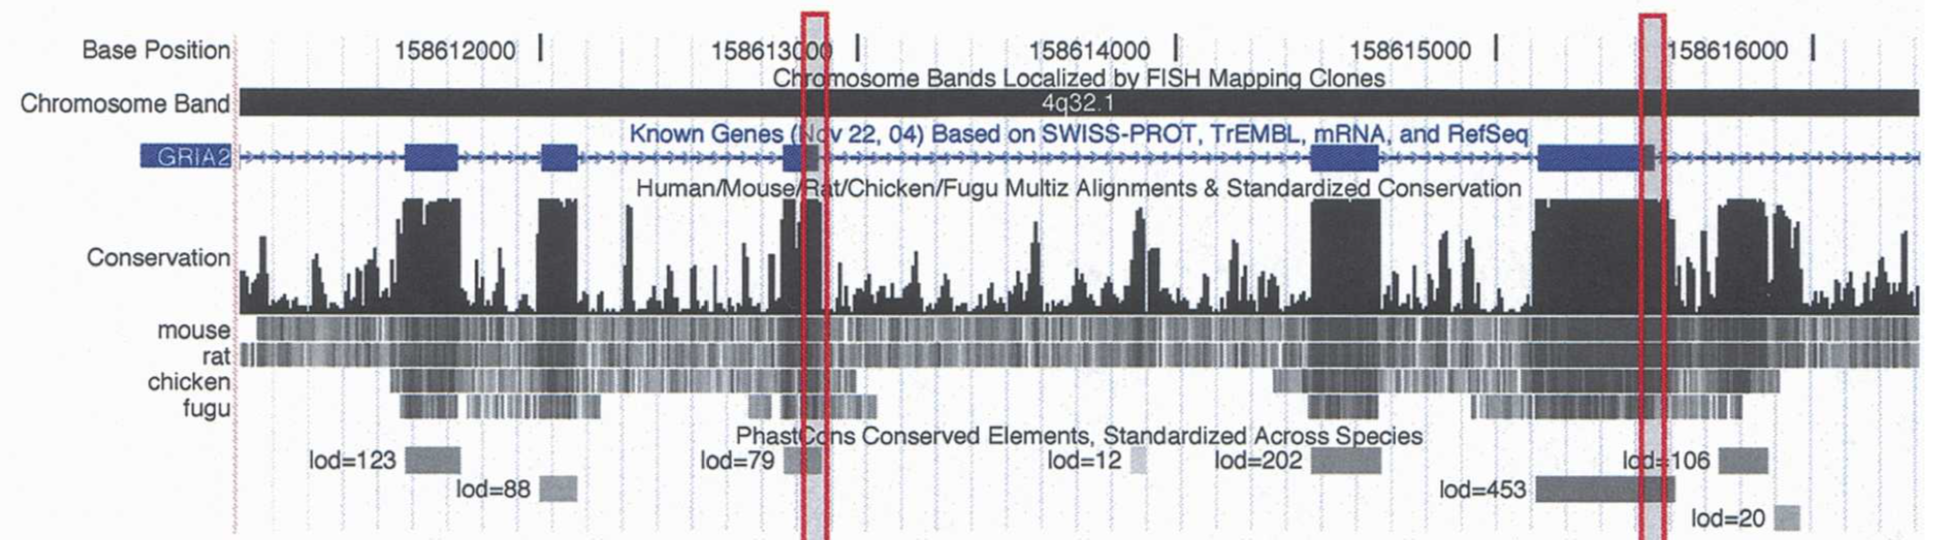 Base Position 158612000 158613000 158614000 158615000 158616000
Chromosome Bands Localized by FISH Mapping Clones
Chromosome Band 4q32.1
Known Genes (Nov 22, 04) Based on SWISS-PROT, TrEMBL, mRNA, and RefSeq
GRIA2
Human/Mouse/Rat/Chicken/Fugu Multiz Alignments & Standardized Conservation
Conservation
mouse
rat
chicken
fugu
PhastCons Conserved Elements, Standardized Across Species
lod=123 lod=79 lod=12 lod=202 lod=106
lod=88 lod=453
lod=20